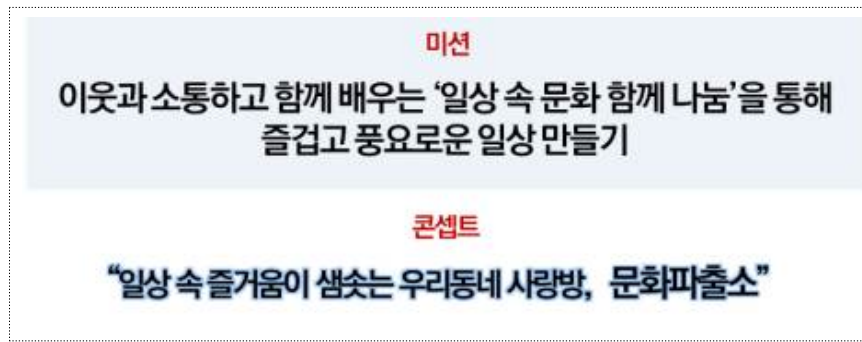 미션
이웃과 소통하고 함께 배우는 ‘일상 속 문화 함께 나눔’을 통해
즐겁고 풍요로운 일상 만들기
콘셉트
“일상 속 즐거움이 샘솟는 우리동네 사랑방, 문화파출소”